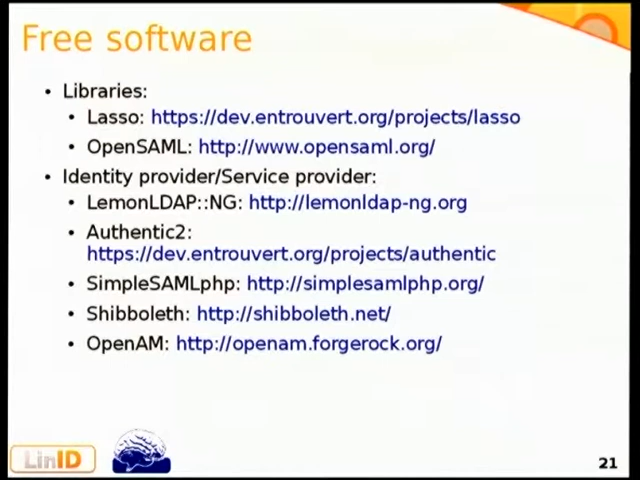 Free software
• Libraries:
• Lasso: https://dev.entrouvert.org/projects/lasso
• OpenSAML: http://www.opensaml.org/
• Identity provider/Service provider:
• LemonLDAP::NG: http://lemonldap-ng.org
• Authentic2:
https://dev.entrouvert.org/projects/authentic
• SimpleSAMLphp: http://simplesamlphp.org/
• Shibboleth: http://shibboleth.net/
• OpenAM: http://openam.forgerock.org/
LinID
21